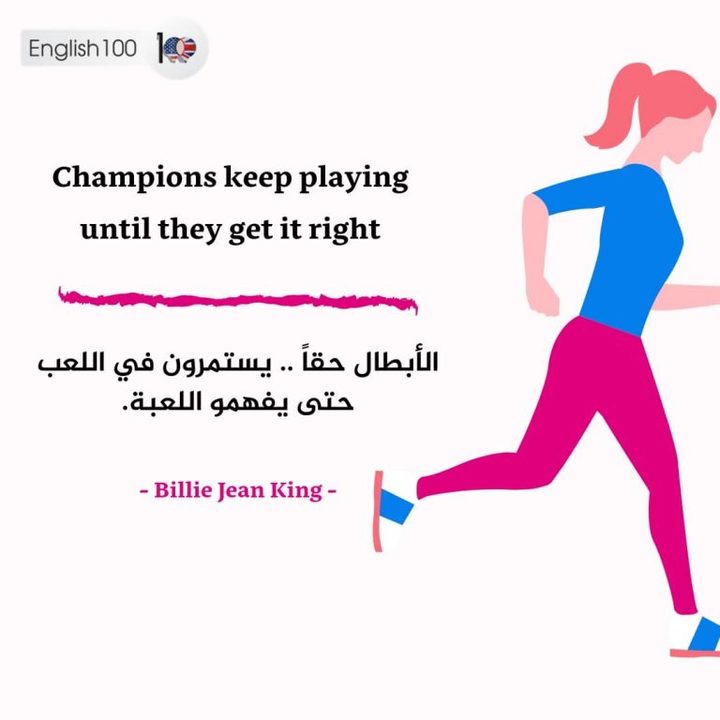 English100
Champions keep playing
until they get it right
الأبطال حقاً .. يستمرون في اللعب
حتى يفهمو اللعبة.
- Billie Jean King -